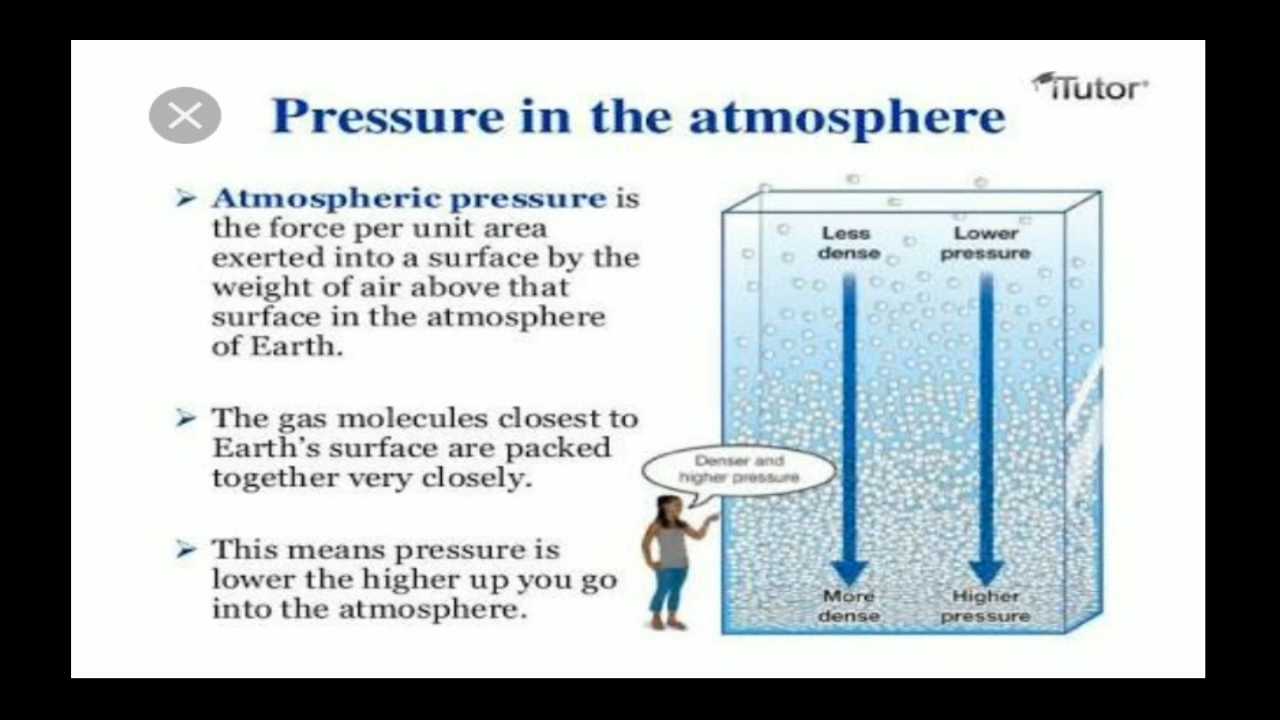 iTutor
Pressure in the atmosphere
➢ Atmospheric pressure is
the force per unit area
exerted into a surface by the
weight of air above that
surface in the atmosphere
of Earth.
➢ The gas molecules closest to
Earth's surface are packed
together very closely.
➢ This means pressure is
lower the higher up you go
into the atmosphere.
Less
dense
Lower
pressure
Denser and
higher pressure
More
dense
Higher
pressure